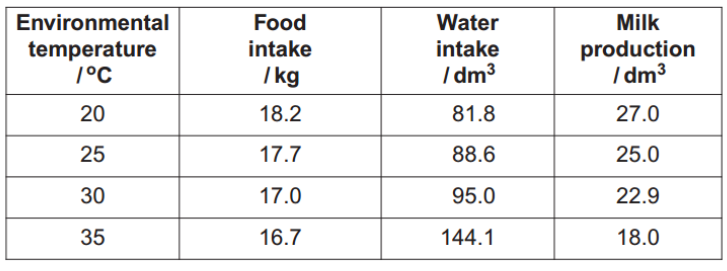 Environmental temperature / °C Food intake / kg Water intake / dm³ Milk production / dm³
20 18.2 81.8 27.0
25 17.7 88.6 25.0
30 17.0 95.0 22.9
35 16.7 144.1 18.0